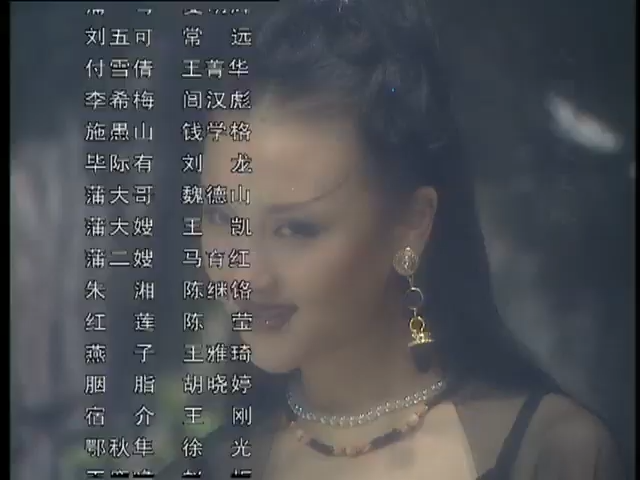 刘五可 常 远
付雪倩 王菁华
李希梅 闾汉彪
施愚山 钱学格
毕际有 刘 龙
蒲大哥 魏德山
蒲大嫂 王 凯
蒲二嫂 马育红
朱 湘 陈继铬
红 莲 陈 莹
燕 子 王雅琦
胭 脂 胡晓婷
宿 介 王 刚
鄂秋隼 徐 光